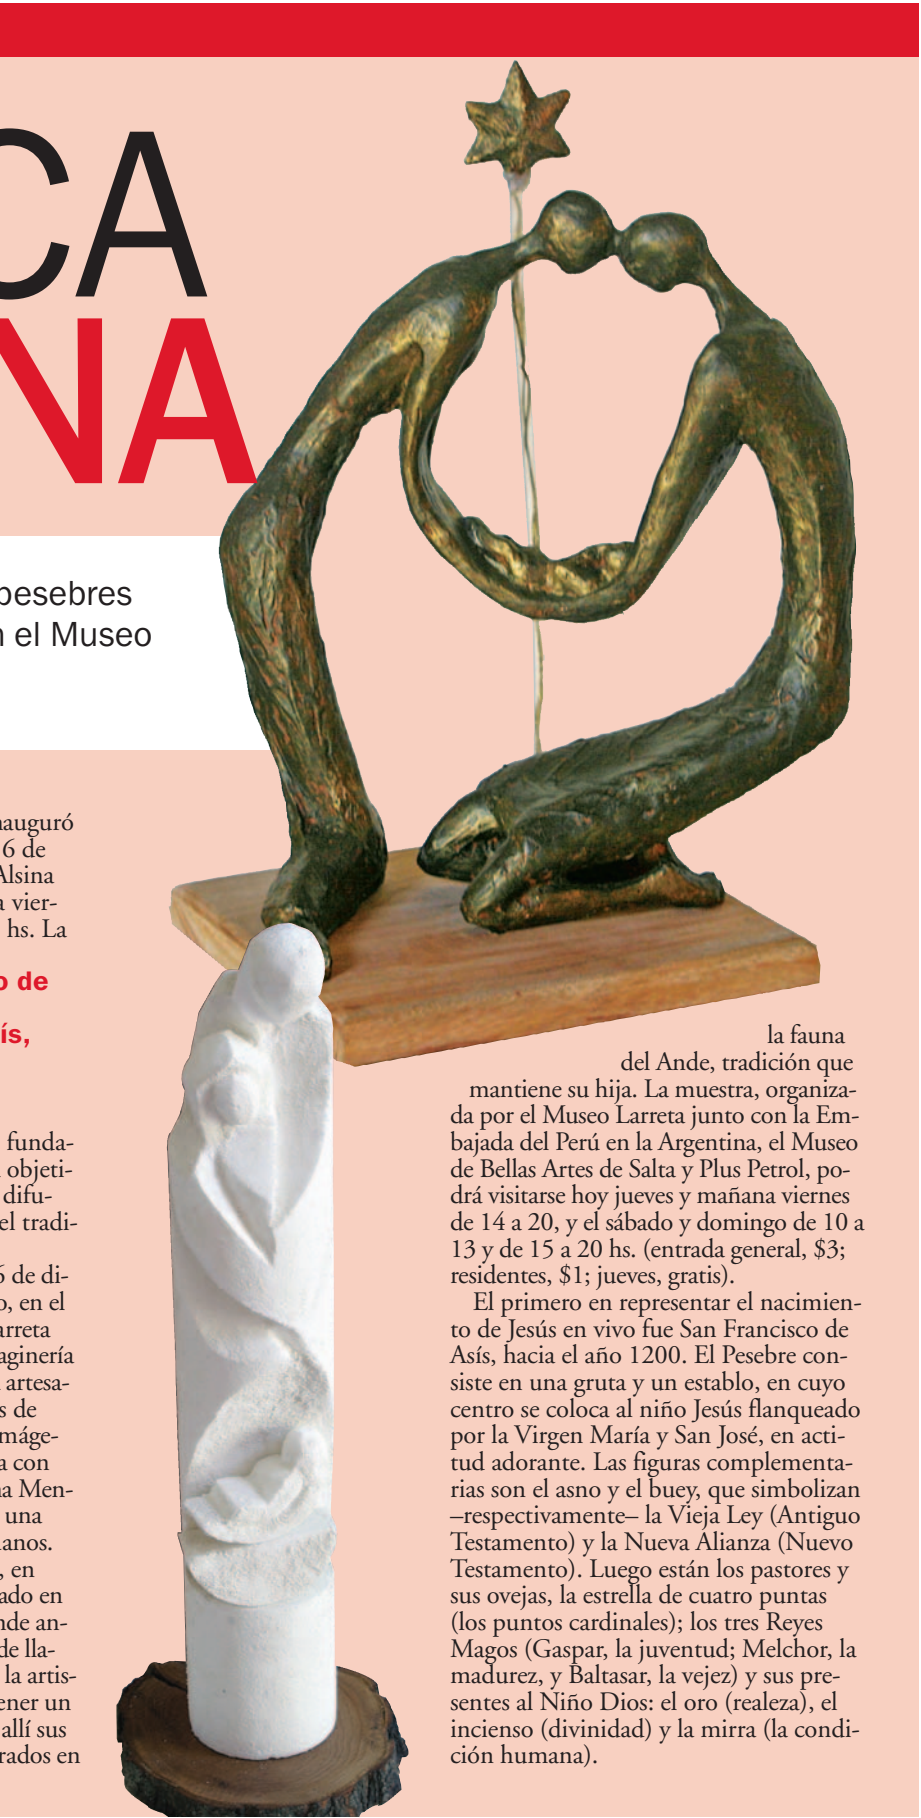 CA
NA
pesebres
el Museo
nauguró
6 de
Alsina
a vier-
hs. La
o de
ís,
funda-
objeti-
difu-
el tradi-
6 de di-
o, en el
arreta
aginería
artesa-
s de
máge-
a con
na Men-
una
ianos.
, en
ado en
nde an-
de lla-
la artis-
ener un
allí sus
rados en
la fauna
del Ande, tradición que
mantiene su hija. La muestra, organiza-
da por el Museo Larreta junto con la Em-
bajada del Perú en la Argentina, el Museo
de Bellas Artes de Salta y Plus Petrol, po-
drá visitarse hoy jueves y mañana viernes
de 14 a 20, y el sábado y domingo de 10 a
13 y de 15 a 20 hs. (entrada general, $3;
residentes, $1; jueves, gratis).
El primero en representar el nacimien-
to de Jesús en vivo fue San Francisco de
Asís, hacia el año 1200. El Pesebre con-
siste en una gruta y un establo, en cuyo
centro se coloca al niño Jesús flanqueado
por la Virgen María y San José, en acti-
tud adorante. Las figuras complementa-
rias son el asno y el buey, que simbolizan
–respectivamente– la Vieja Ley (Antiguo
Testamento) y la Nueva Alianza (Nuevo
Testamento). Luego están los pastores y
sus ovejas, la estrella de cuatro puntas
(los puntos cardinales); los tres Reyes
Magos (Gaspar, la juventud; Melchor, la
madurez, y Baltasar, la vejez) y sus pre-
sentes al Niño Dios: el oro (realeza), el
incienso (divinidad) y la mirra (la condi-
ción humana).